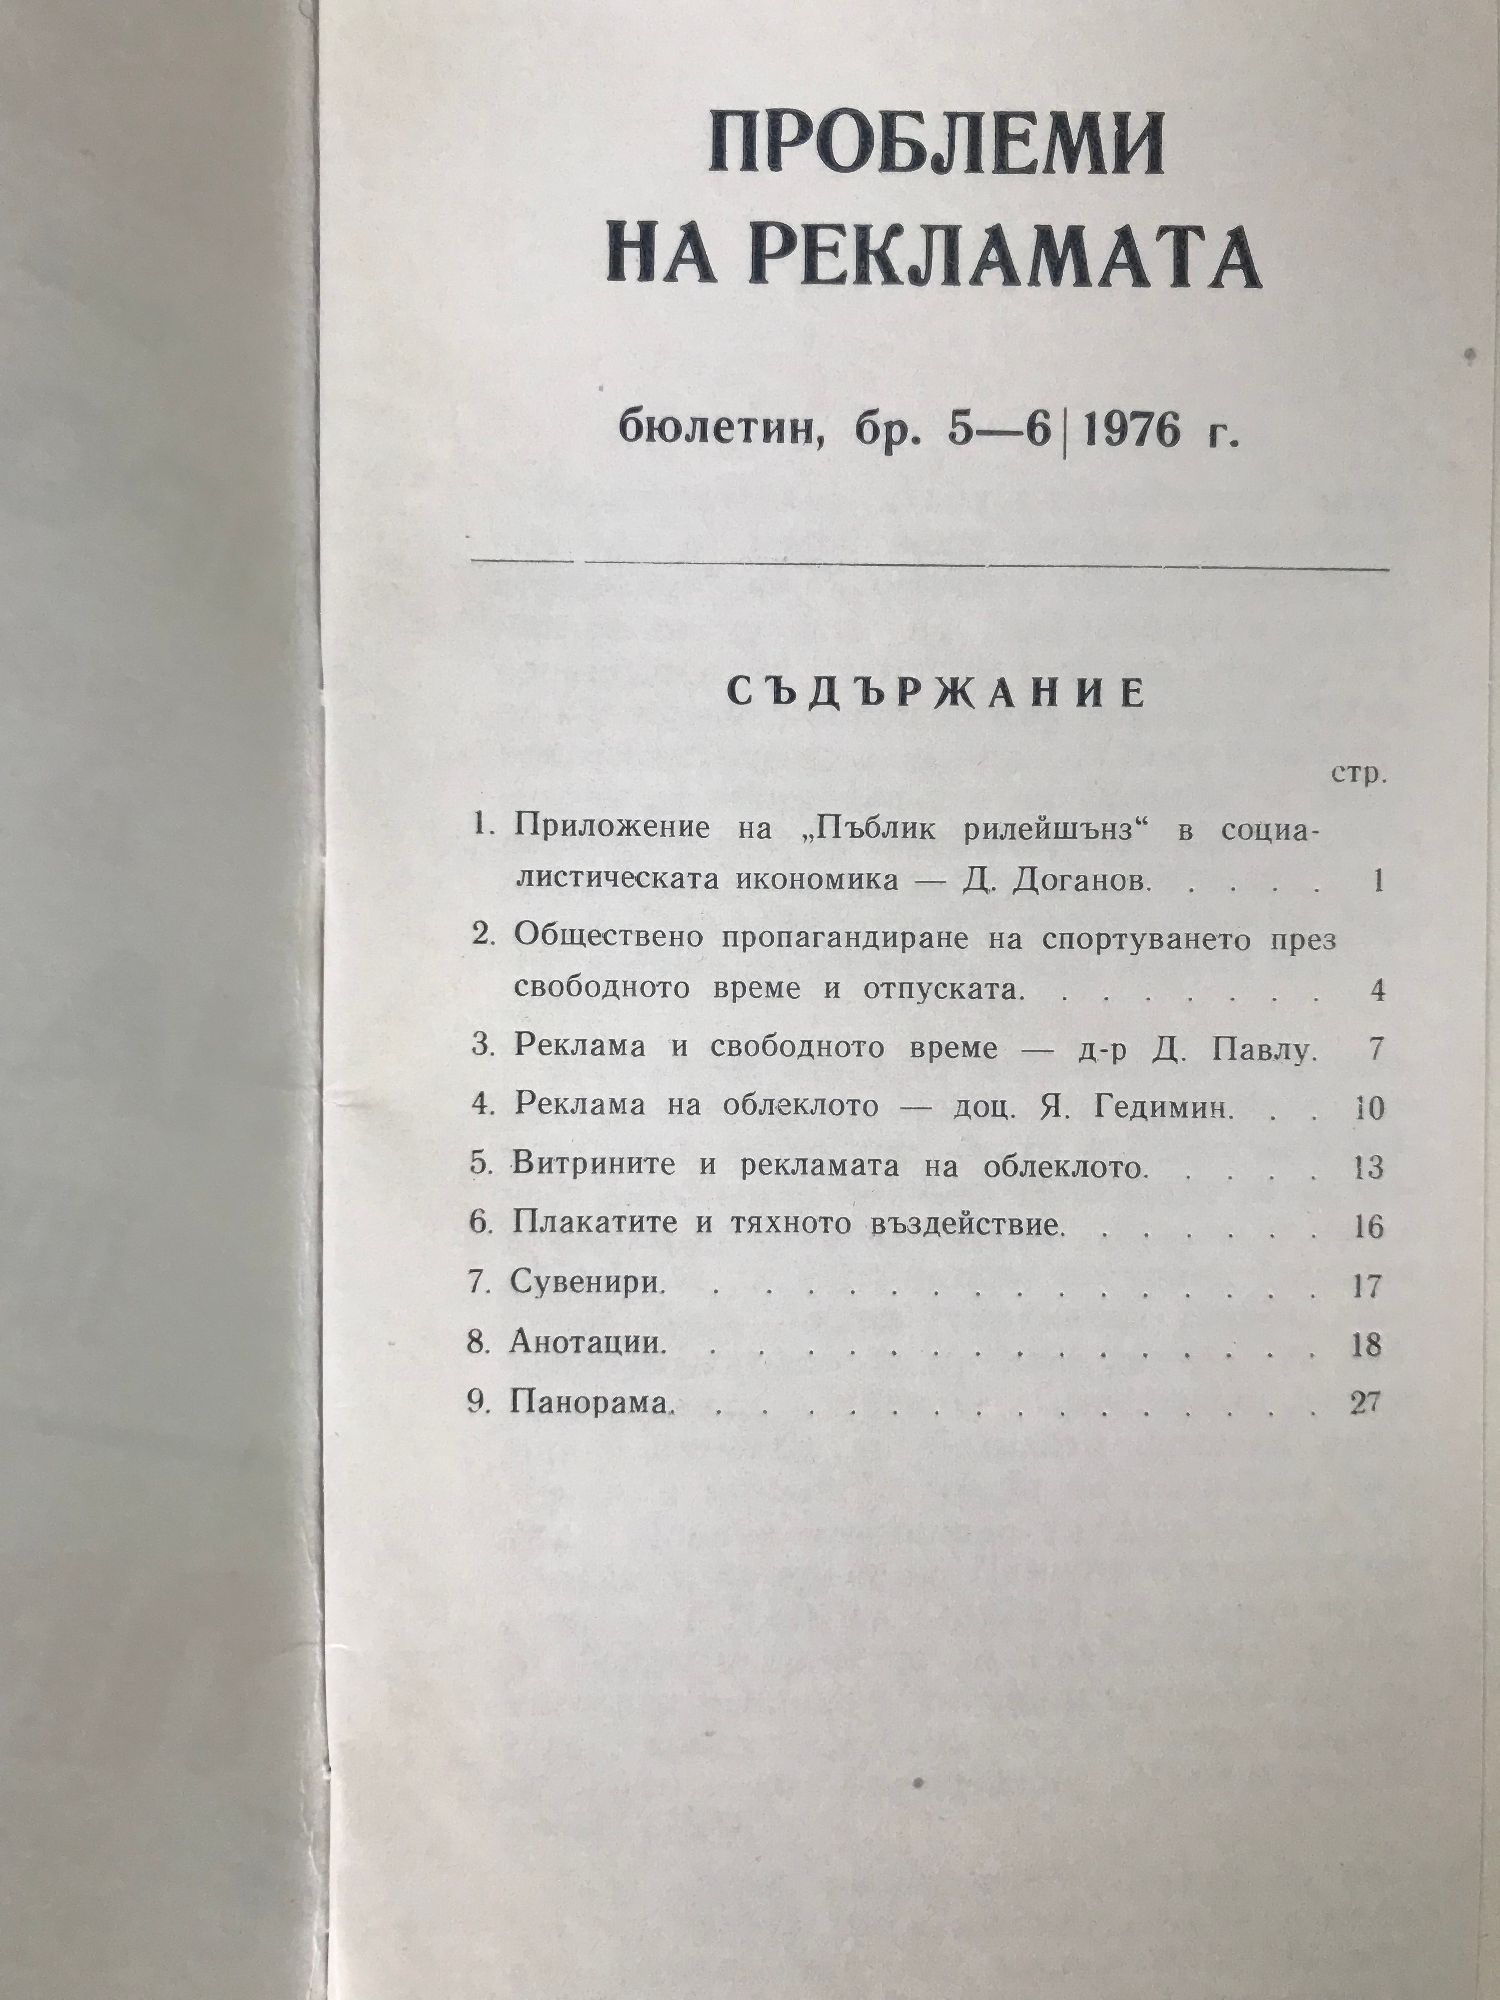 ПРОБЛЕМИ
НА РЕКЛАМАТА
бюлетин, бр. 5—6 | 1976 г.
СЪДЪРЖАНИЕ
стр.
1. Приложение на „Пъблик рилейшънз“ в социа-
листическата икономика — Д. Доганов. . . . . 1
2. Обществено пропагандиране на спортуването през
свободното време и отпуската. . . . . . . . 4
3. Реклама и свободното време — д-р Д. Павлу. 7
4. Реклама на облеклото — доц. Я. Гедимин. . . 10
5. Витрините и рекламата на облеклото. . . . . 13
6. Плакатите и тяхното въздействие. . . . . . . 16
7. Сувенири. . . . . . . . . . . . . . . . 17
8. Анотации. . . . . . . . . . . . . . . . 18
9. Панорама. . . . . . . . . . . . . . . . 27